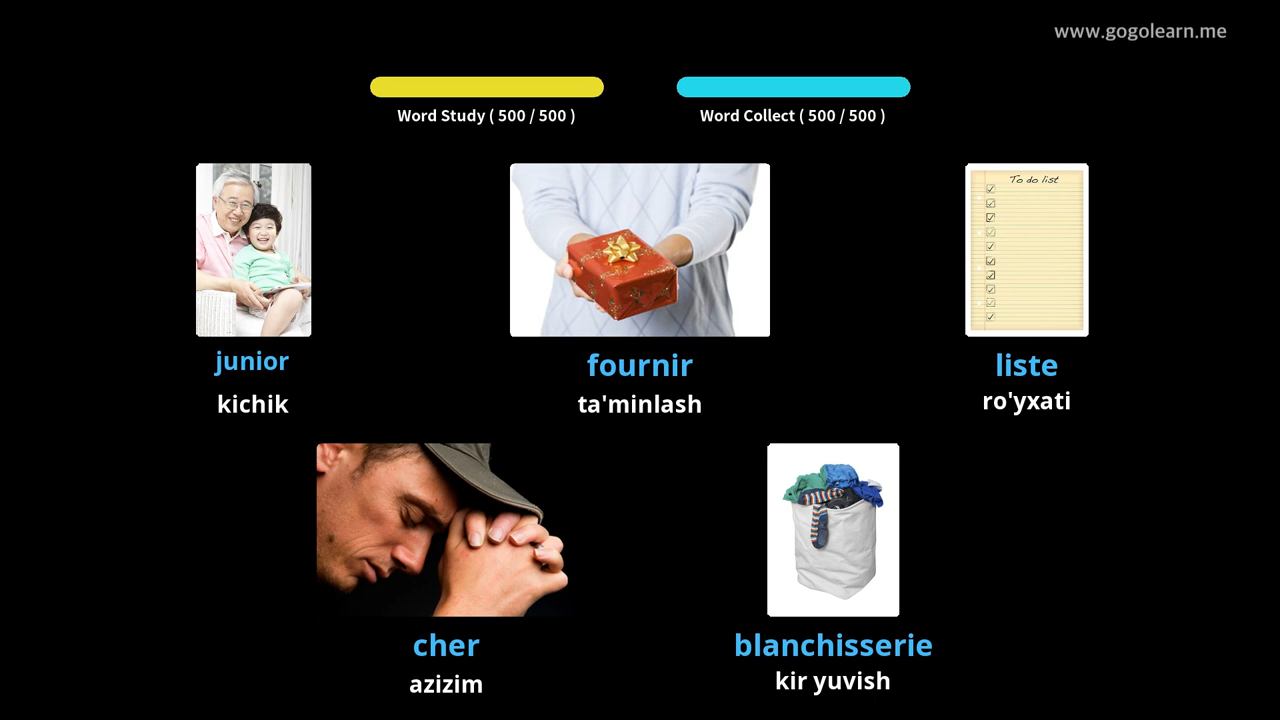 www.gogolearn.me
Word Study ( 500 / 500 )
Word Collect ( 500 / 500 )
To do list
junior
kichik
fournir
ta'minlash
liste
ro'yxati
cher
azizim
blanchisserie
kir yuvish